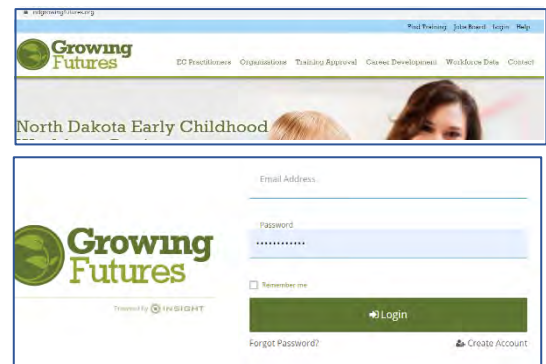 ndgrowingfutures.org
Find Training Jobs Board Login Help
Growing
Futures
EC Practitioners Organizations Training Approval Career Development Workforce Data Contact
North Dakota Early Childhood
Email Address
Password
••••••••••••
Growing
Futures
Powered by INSIGHT
Remember me
Login
Forgot Password? Create Account